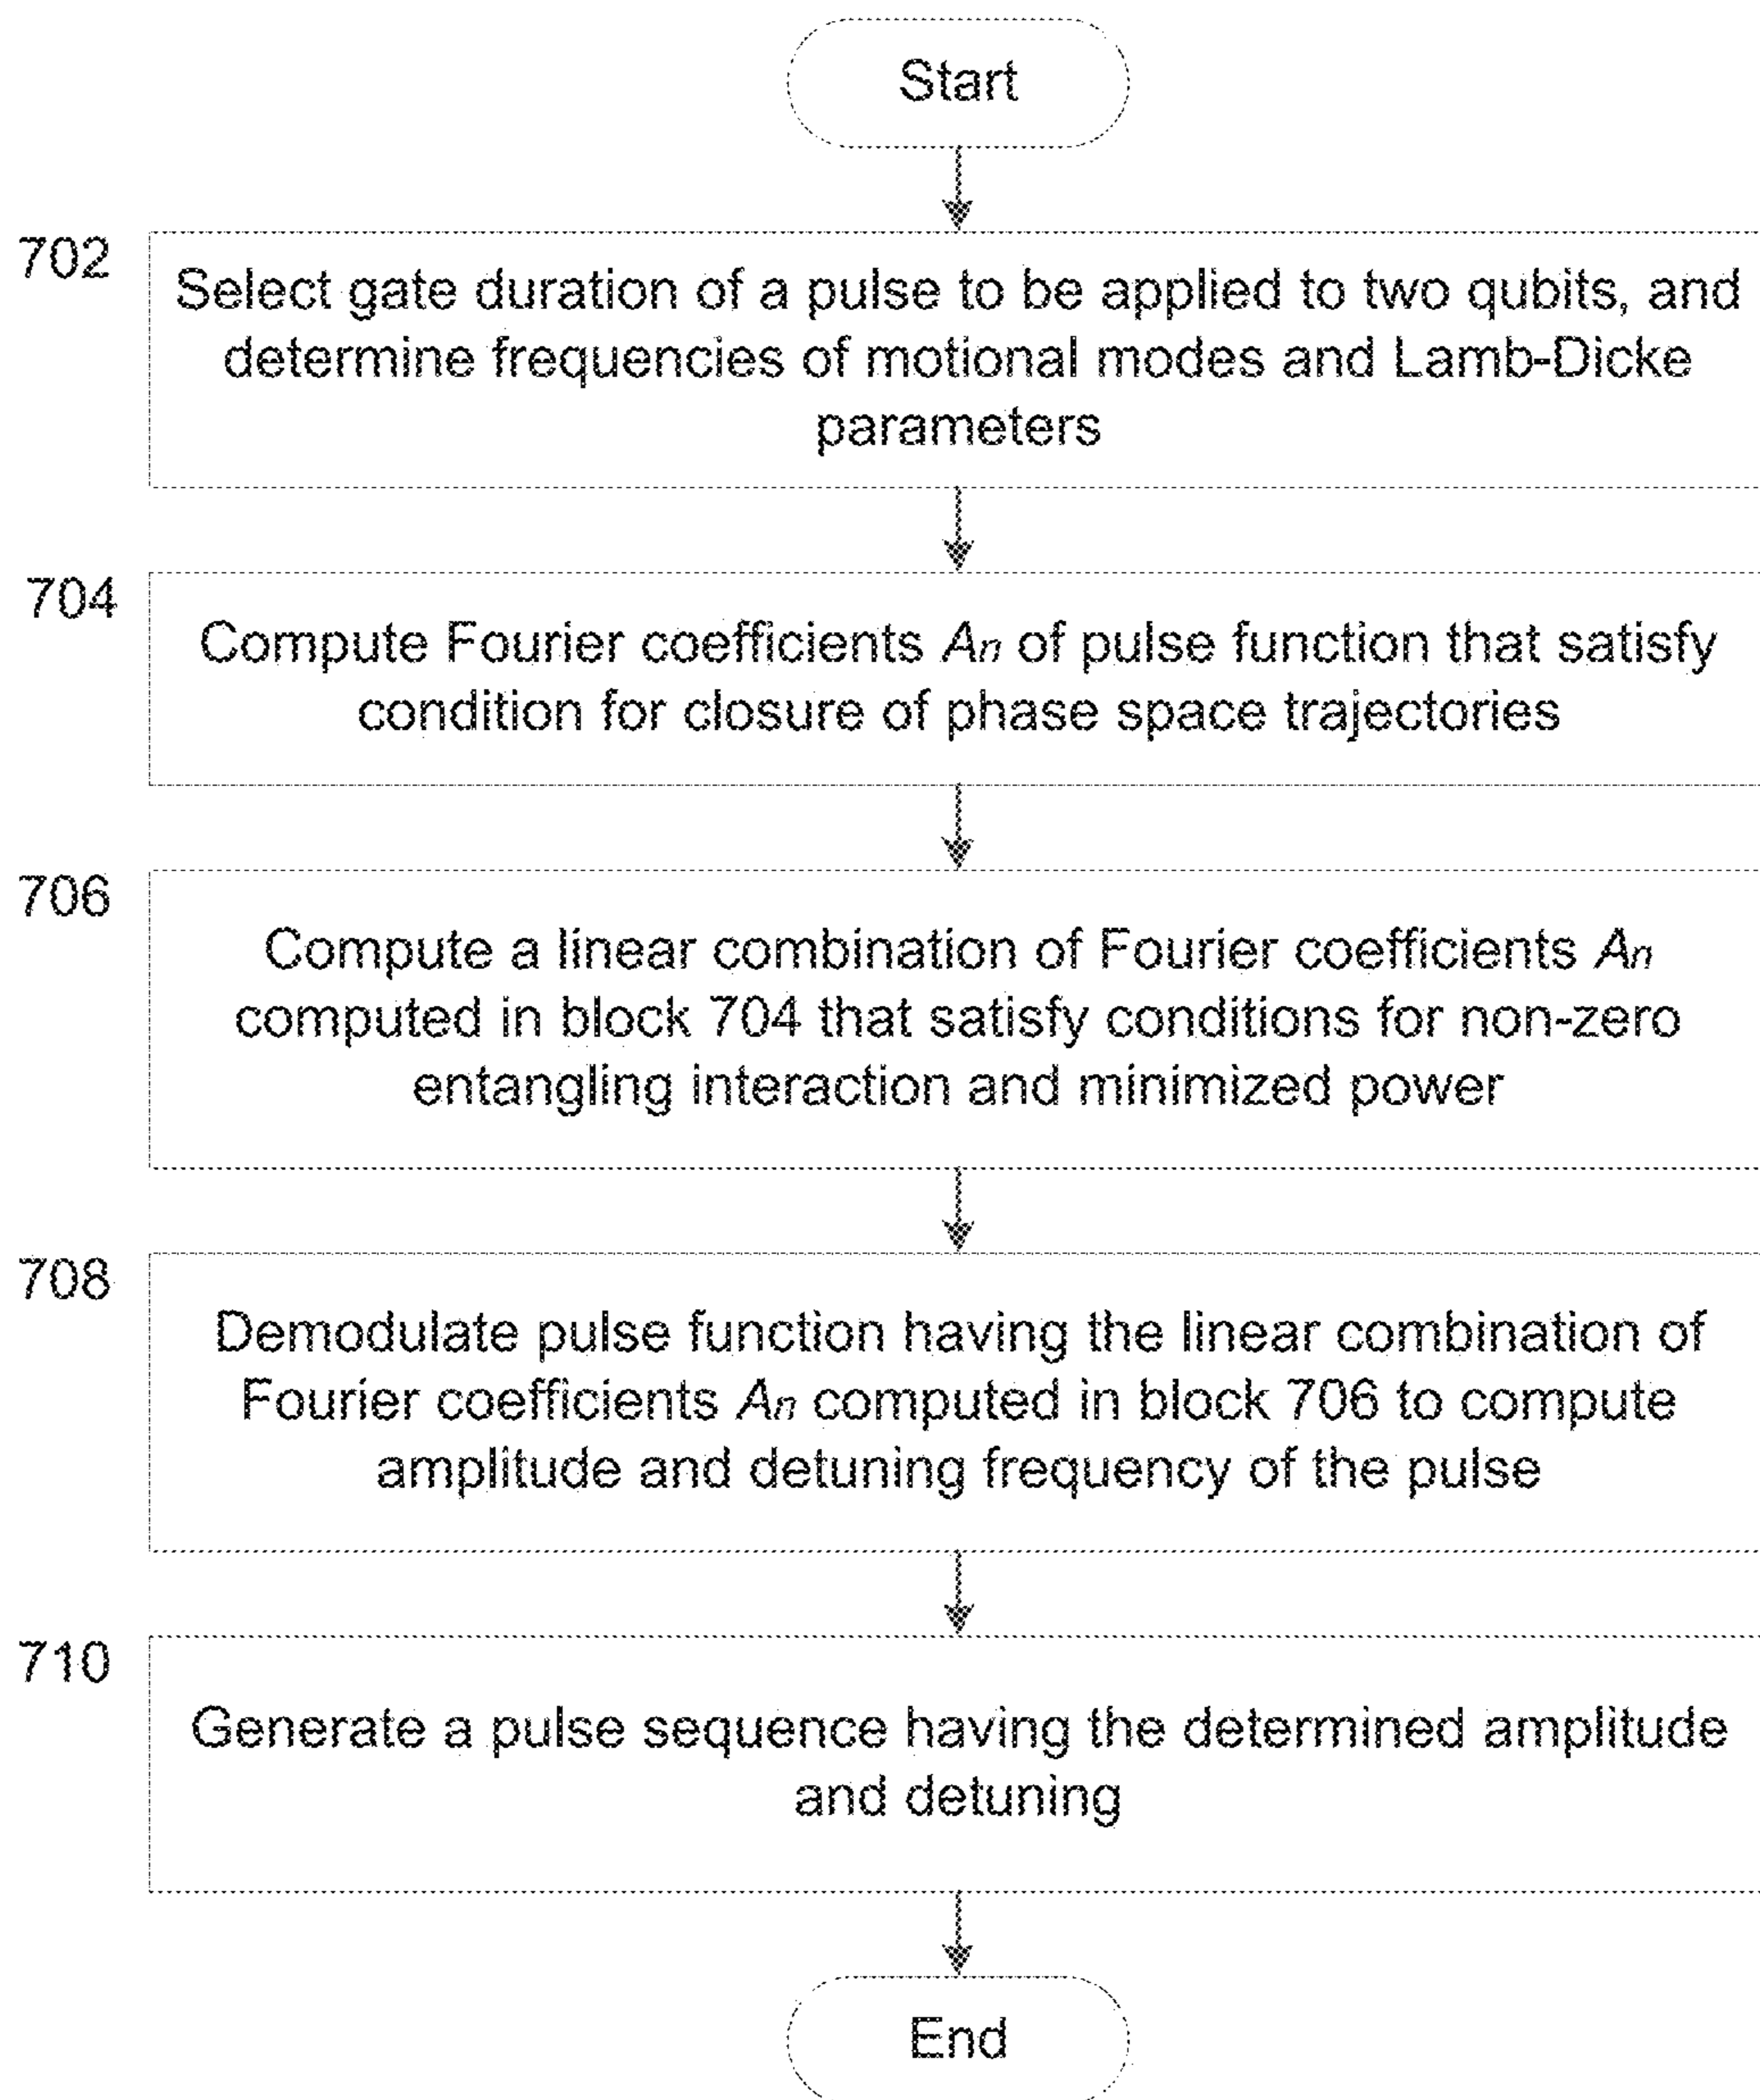 Start
702
Select gate duration of a pulse to be applied to two qubits, and
determine frequencies of motional modes and Lamb-Dicke
parameters
704
Compute Fourier coefficients An of pulse function that satisfy
condition for closure of phase space trajectories
706
Compute a linear combination of Fourier coefficients An
computed in block 704 that satisfy conditions for non-zero
entangling interaction and minimized power
708
Demodulate pulse function having the linear combination of
Fourier coefficients An computed in block 706 to compute
amplitude and detuning frequency of the pulse
710
Generate a pulse sequence having the determined amplitude
and detuning
End